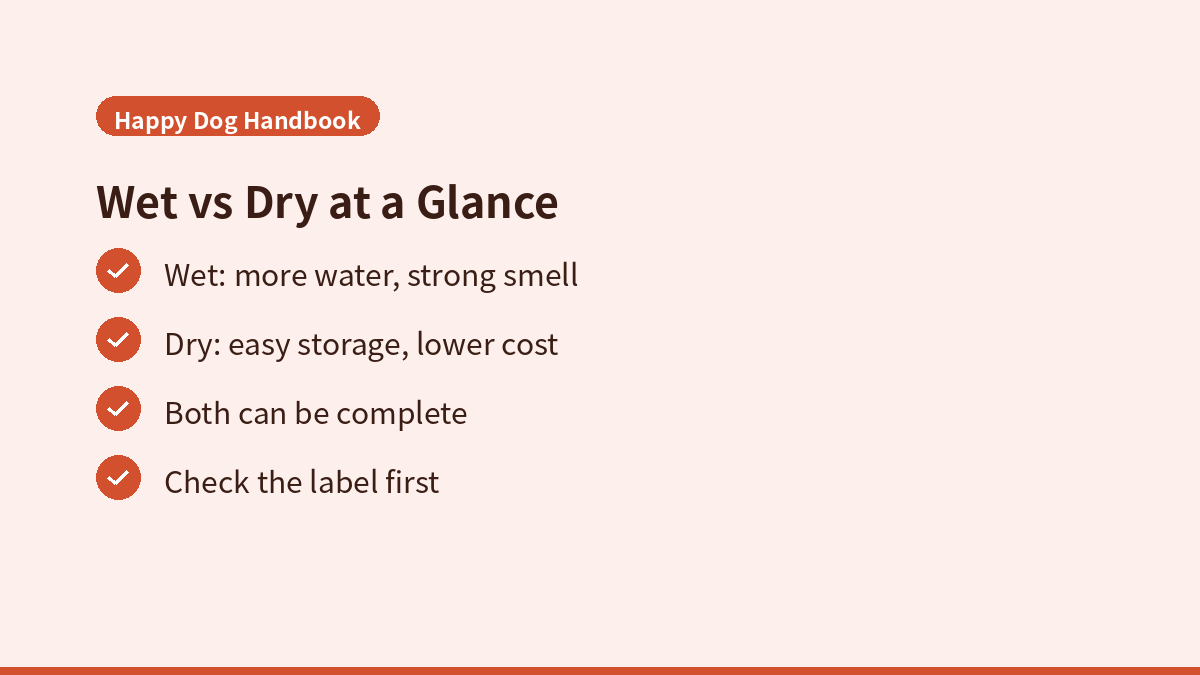 Happy Dog Handbook
Wet vs Dry at a Glance
Wet: more water, strong smell
Dry: easy storage, lower cost
Both can be complete
Check the label first